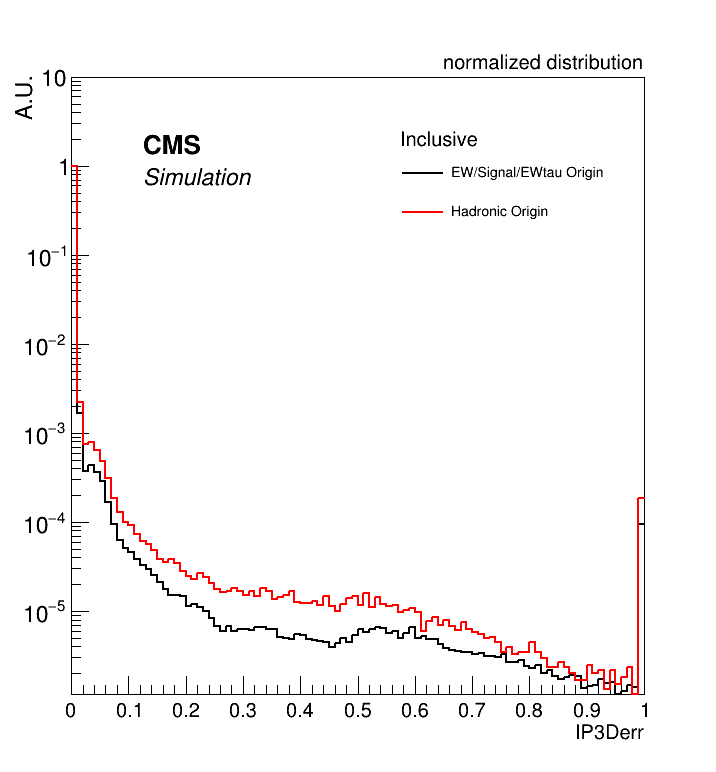 normalized distribution
A.U.
10
1
10⁻¹
10⁻²
10⁻³
10⁻⁴
10⁻⁵
CMS
Simulation
Inclusive
EW/Signal/EWtau Origin
Hadronic Origin
0 0.1 0.2 0.3 0.4 0.5 0.6 0.7 0.8 0.9 1
IP3Derr